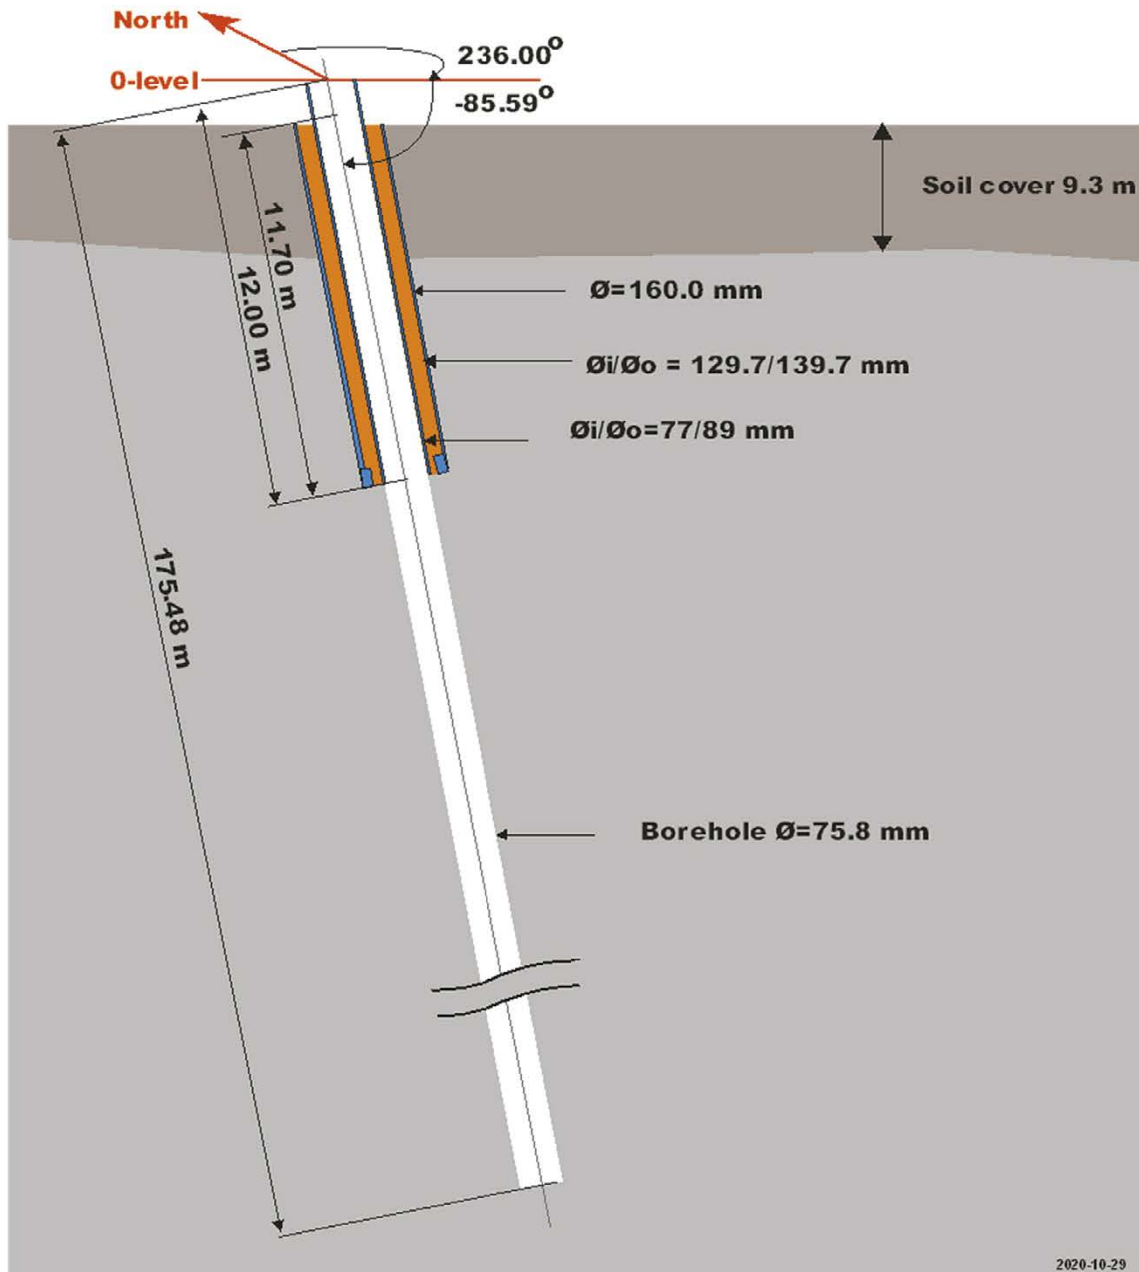 North
236.00°
0-level
-85.59°
Soil cover 9.3 m
11.70 m
12.00 m
Ø=160.0 mm
Øi/Øo = 129.7/139.7 mm
Øi/Øo=77/89 mm
175.48 m
Borehole Ø=75.8 mm
2020-10-29